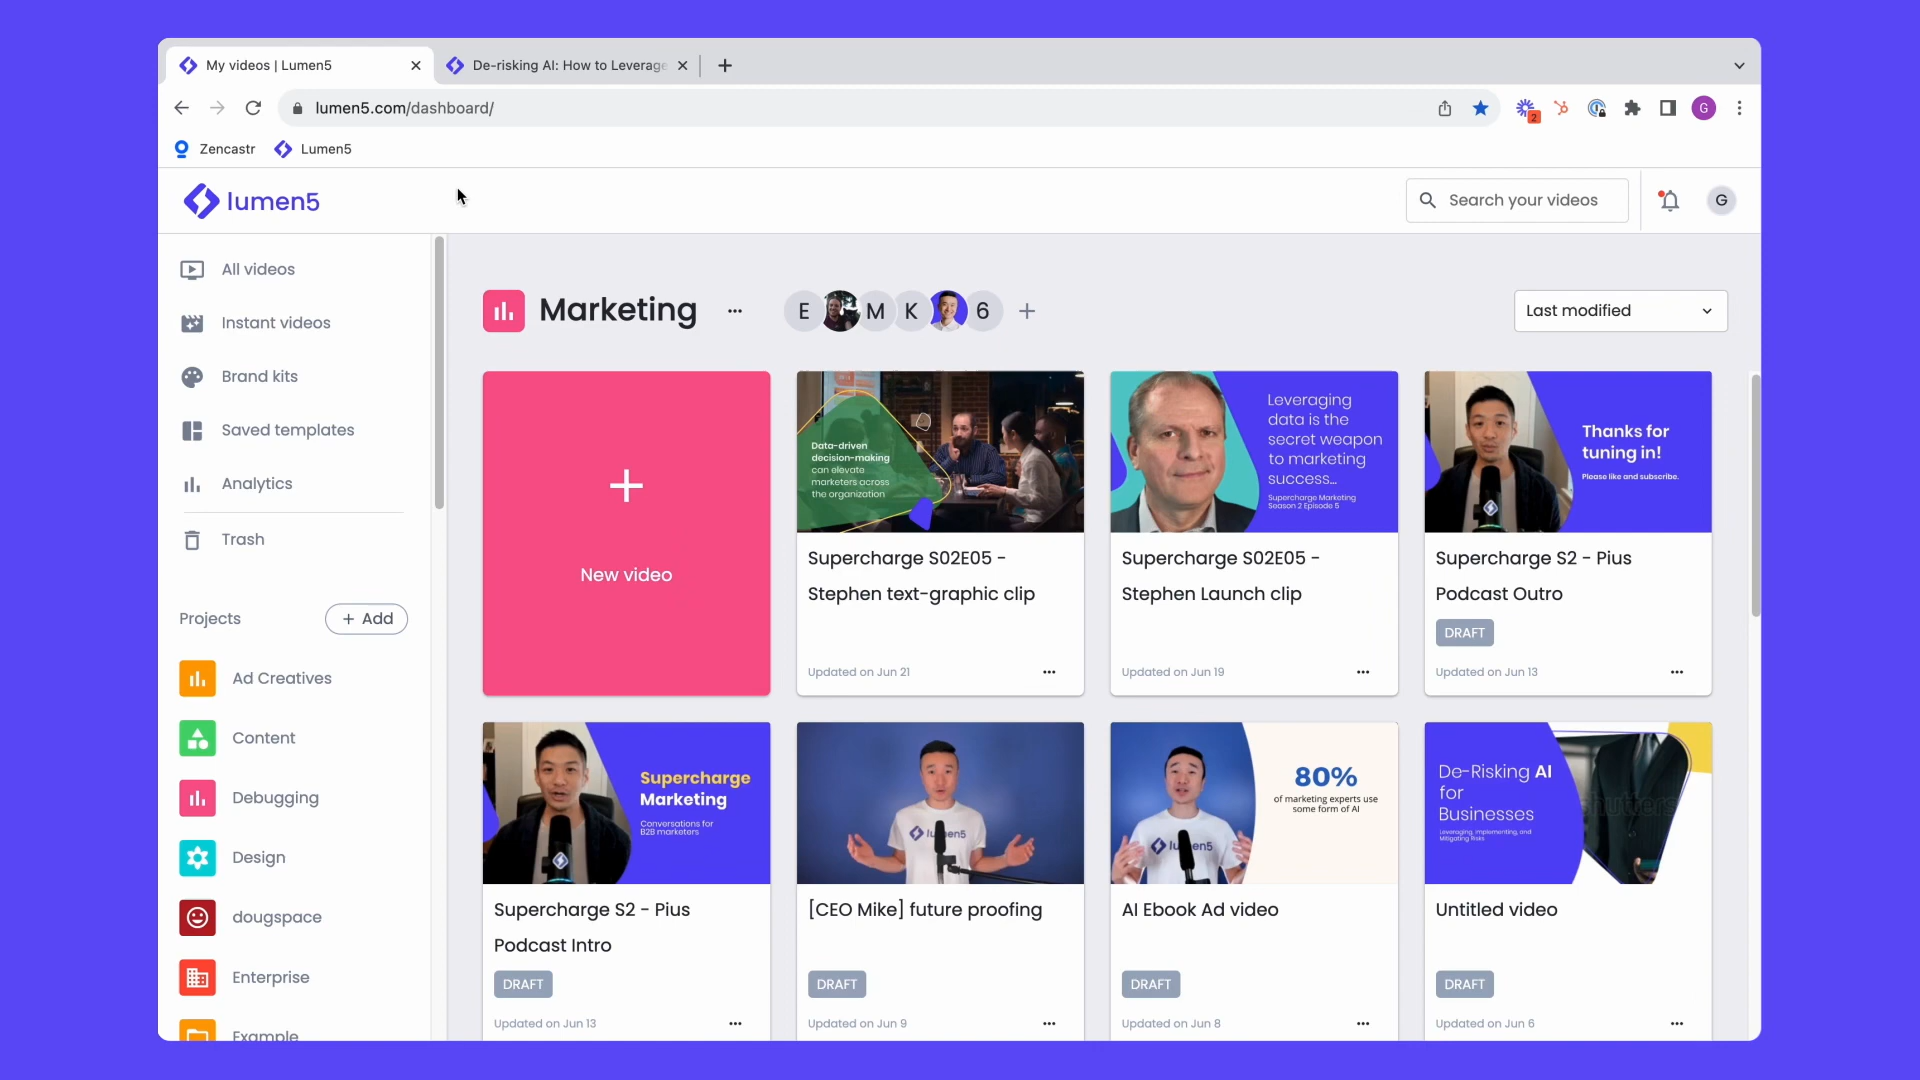 My videos | Lumen5
De-risking AI: How to Leverage
lumen5.com/dashboard/
2
G
Zencastr
Lumen5
lumen5
Search your videos
G
All videos
Instant videos
Brand kits
Saved templates
Analytics
Trash
Projects
+ Add
Ad Creatives
Content
Debugging
Design
dougspace
Enterprise
Example
Marketing
E
M
K
6
Last modified
New video
Data-driven
decision-making
can elevate
marketers across
the organization
Supercharge S02E05 -
Stephen text-graphic clip
Updated on Jun 21
Leveraging
data is the
secret weapon
to marketing
success...
Supercharge Marketing
Season 2 Episode 5
Supercharge S02E05 -
Stephen Launch clip
Updated on Jun 19
Thanks for
tuning in!
Please like and subscribe.
Supercharge S2 - Pius
Podcast Outro
DRAFT
Updated on Jun 13
Supercharge
Marketing
Conversations for
B2B marketers
Supercharge S2 - Pius
Podcast Intro
DRAFT
Updated on Jun 13
[CEO Mike] future proofing
DRAFT
Updated on Jun 9
80%
of marketing experts use
some form of AI
AI Ebook Ad video
DRAFT
Updated on Jun 8
De-Risking AI
for
Businesses
Leveraging, Implementing, and
Mitigating Risks
Untitled video
DRAFT
Updated on Jun 6